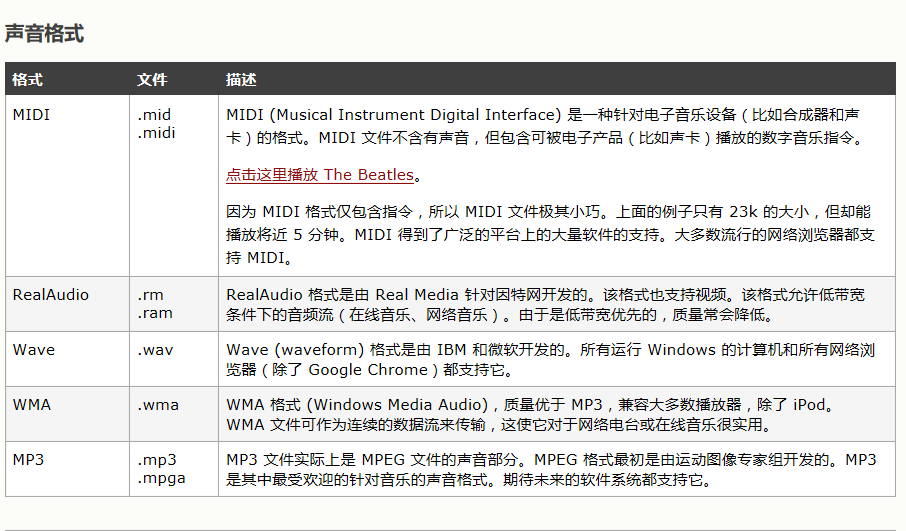 声音格式
格式 文件 描述
MIDI .mid MIDI (Musical Instrument Digital Interface) 是一种针对电子音乐设备（比如合成器和声
.midi 卡）的格式。MIDI 文件不含有声音，但包含可被电子产品（比如声卡）播放的数字音乐指令。
点击这里播放 The Beatles。
因为 MIDI 格式仅包含指令，所以 MIDI 文件极其小巧。上面的例子只有 23k 的大小，但却能
播放将近 5 分钟。MIDI 得到了广泛的平台上的大量软件的支持。大多数流行的网络浏览器都支
持 MIDI。
RealAudio .rm RealAudio 格式是由 Real Media 针对因特网开发的。该格式也支持视频。该格式允许低带宽
.ram 条件下的音频流（在线音乐、网络音乐）。由于是低带宽优先的，质量常会降低。
Wave .wav Wave (waveform) 格式是由 IBM 和微软开发的。所有运行 Windows 的计算机和所有网络浏
览器（除了 Google Chrome）都支持它。
WMA .wma WMA 格式 (Windows Media Audio)，质量优于 MP3，兼容大多数播放器，除了 iPod。
WMA 文件可作为连续的数据流来传输，这使它对于网络电台或在线音乐很实用。
MP3 .mp3 MP3 文件实际上是 MPEG 文件的声音部分。MPEG 格式最初是由运动图像专家组开发的。MP3
.mpga 是其中最受欢迎的针对音乐的声音格式。期待未来的软件系统都支持它。